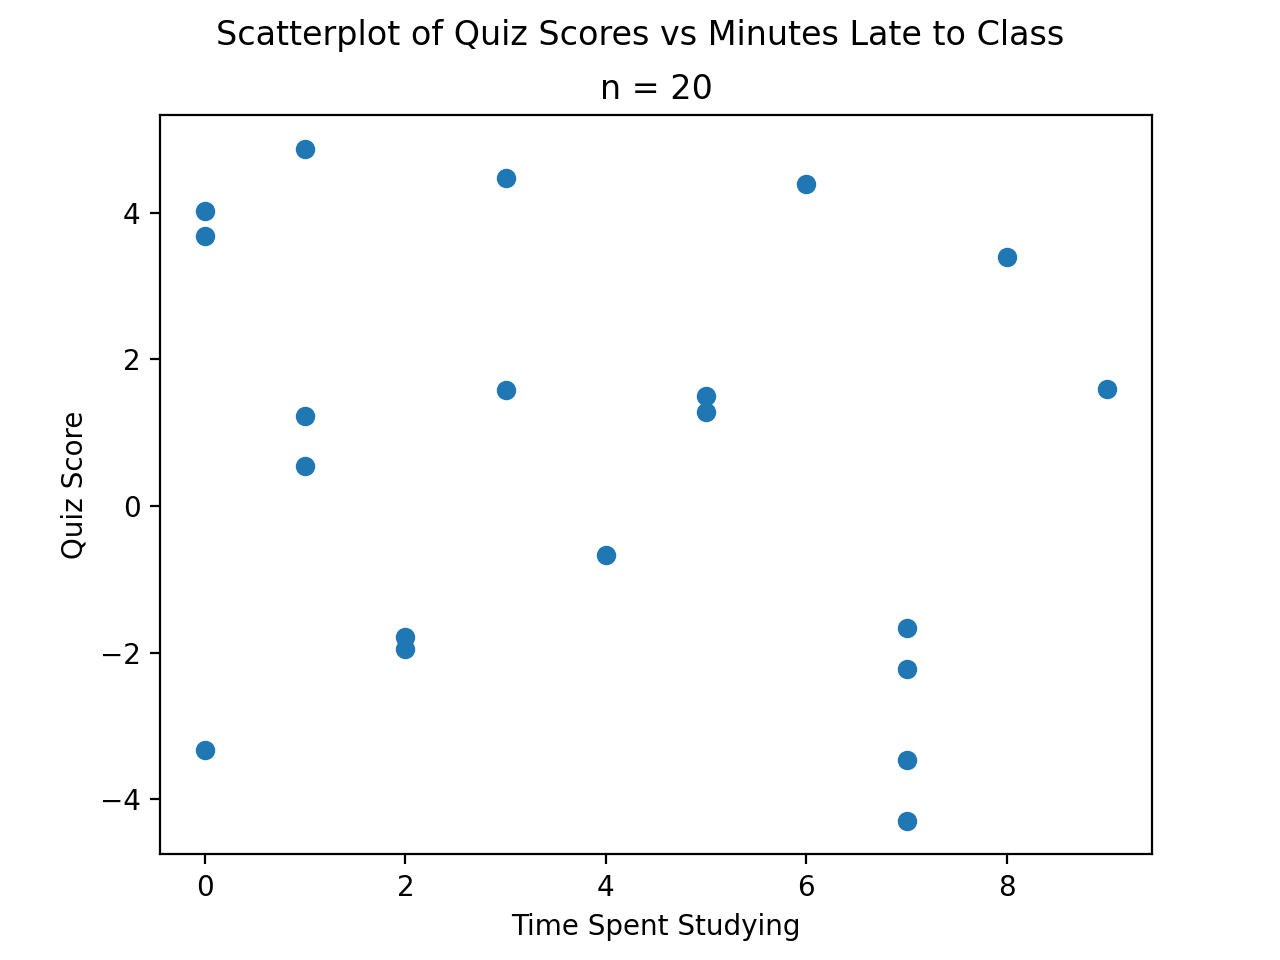 Scatterplot of Quiz Scores vs Minutes Late to Class
n = 20
4
2
0
−2
−4
Quiz Score
0 2 4 6 8
Time Spent Studying